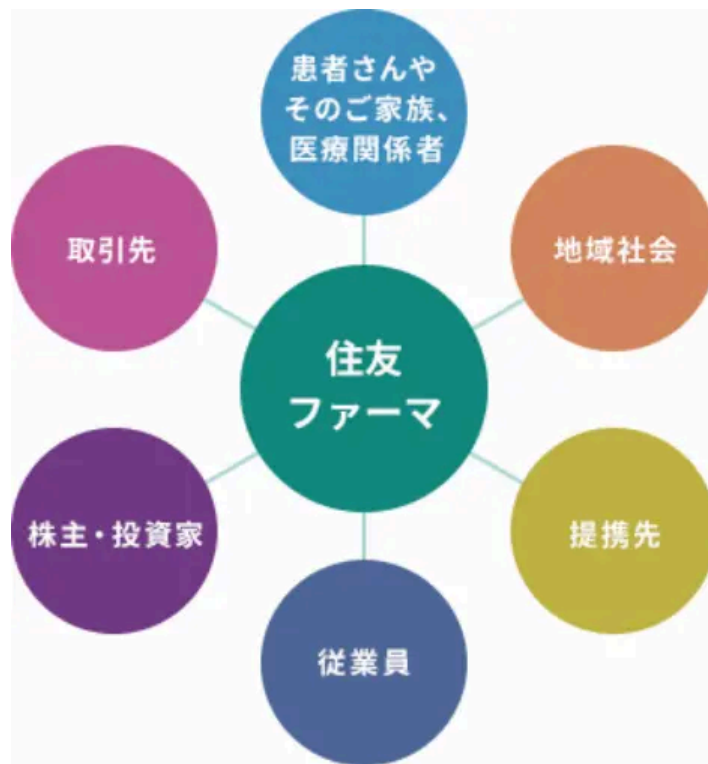 患者さんや
そのご家族、
医療関係者
取引先
地域社会
住友
ファーマ
株主・投資家
提携先
従業員